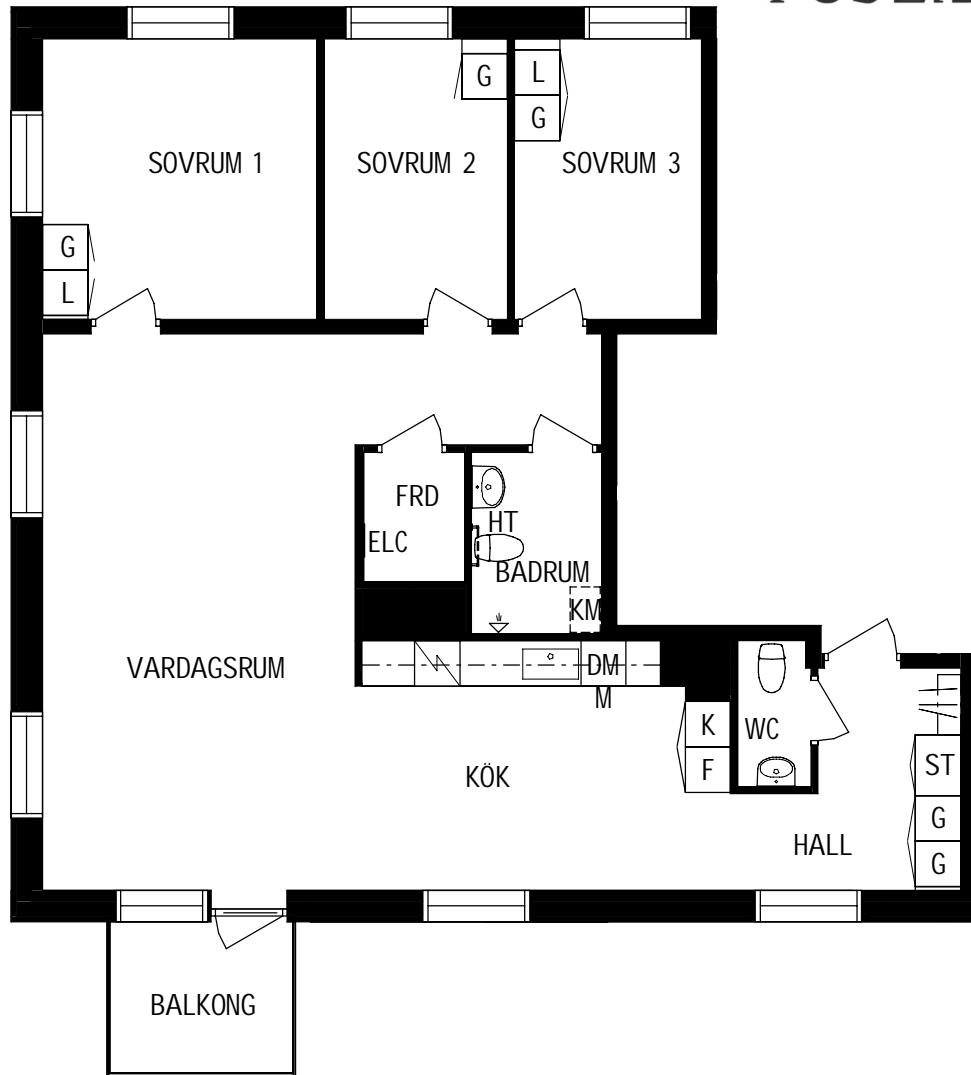 G
L
G
SOVRUM 1
SOVRUM 2
SOVRUM 3
G
L
FRD
ELC
HT
BADRUM
KM
VARDAGSRUM
DM
M
K
F
WC
KÖK
ST
G
G
HALL
BALKONG